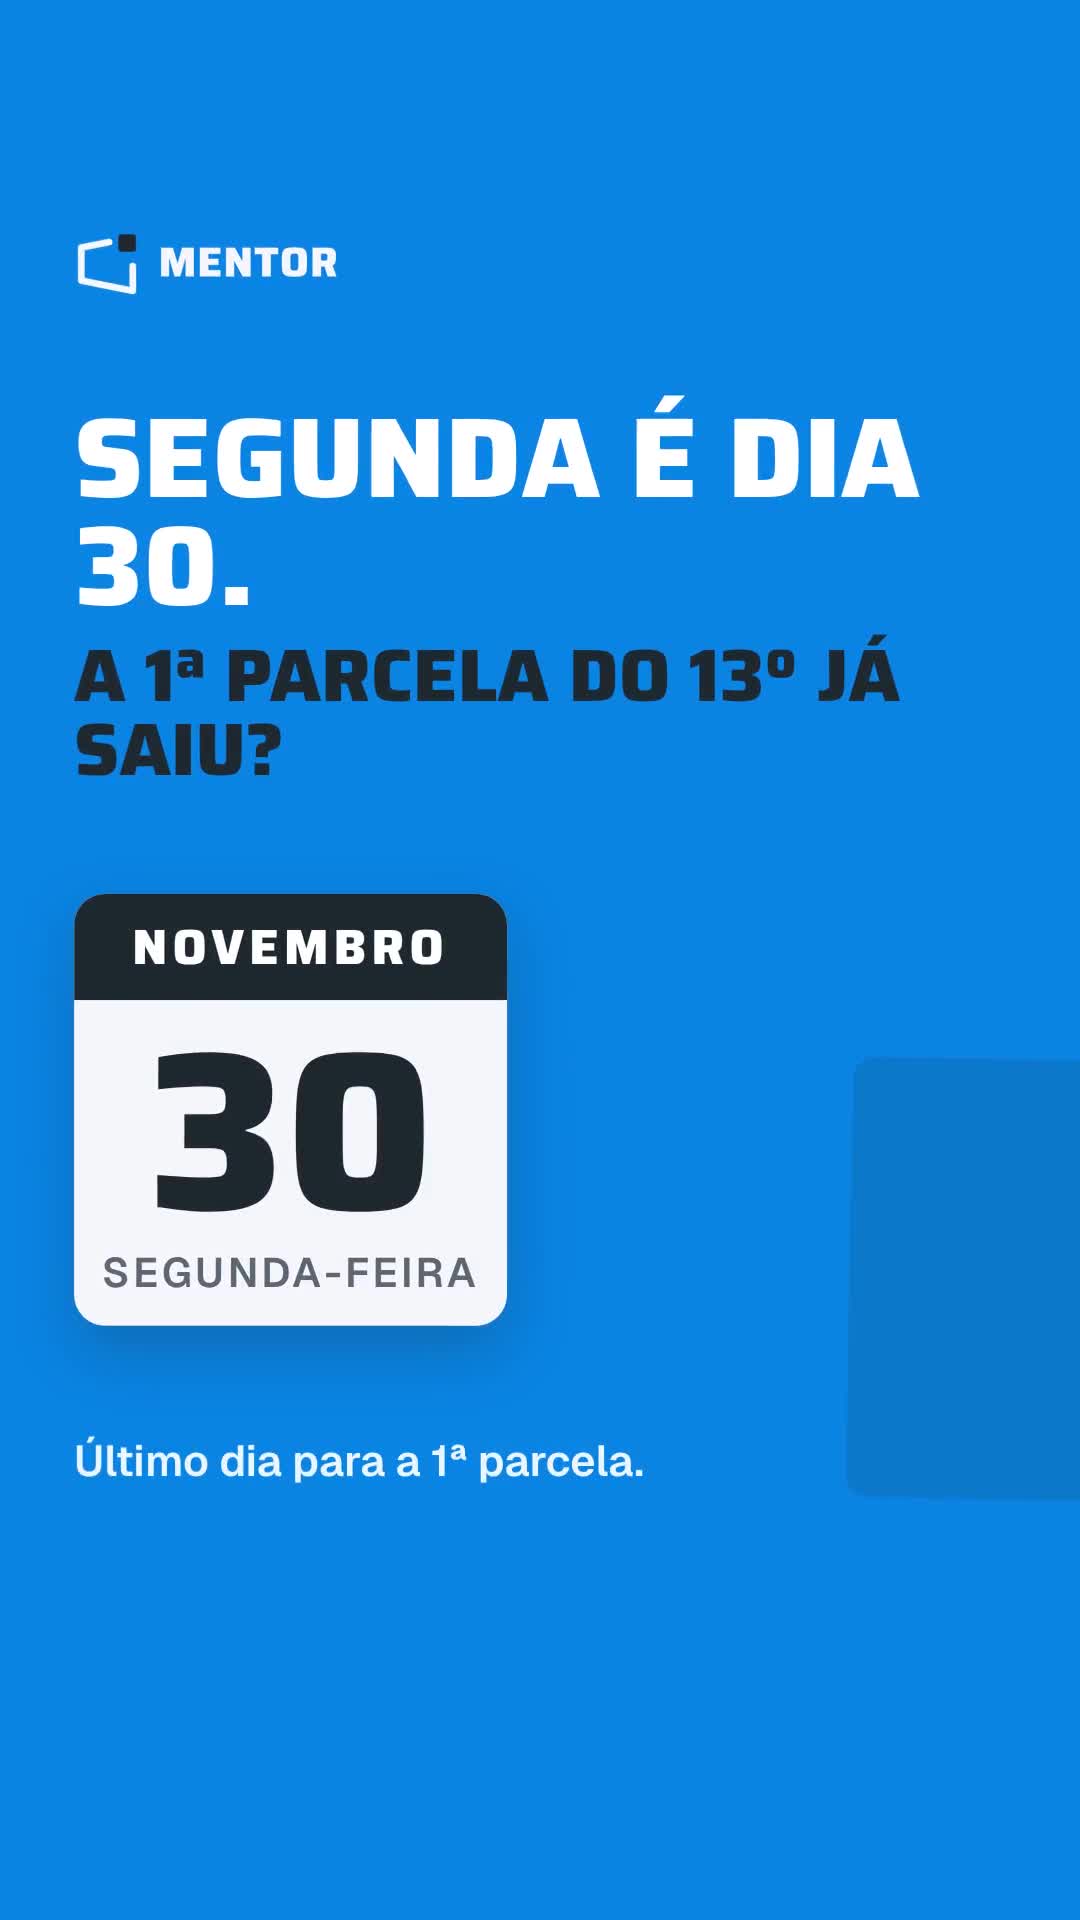 MENTOR
SEGUNDA É DIA
30.
A 1ª PARCELA DO 13º JÁ
SAIU?
NOVEMBRO
30
SEGUNDA-FEIRA
Último dia para a 1ª parcela.